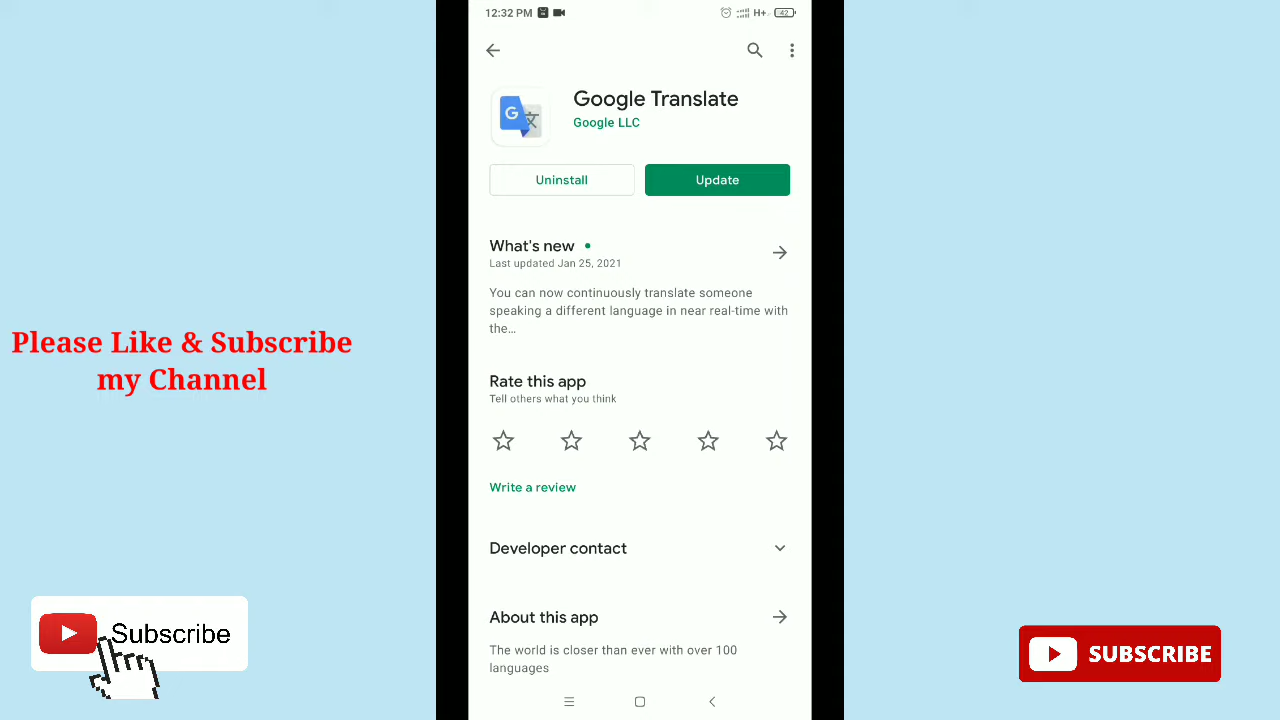 12:32 PM
H+
42
Google Translate
Google LLC
Uninstall
Update
What's new
Last updated Jan 25, 2021
You can now continuously translate someone
speaking a different language in near real-time with
the...
Rate this app
Tell others what you think
Write a review
Developer contact
About this app
The world is closer than ever with over 100
languages
Please Like & Subscribe
my Channel
Subscribe
SUBSCRIBE